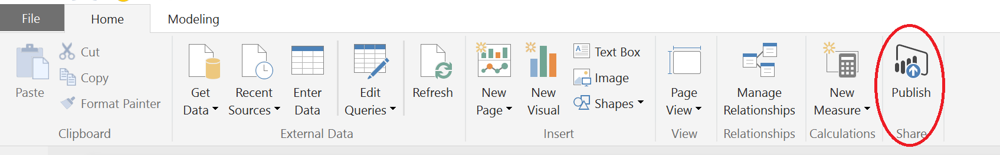 File
Home
Modeling
Paste
Cut
Copy
Format Painter
Clipboard
Get
Data
Recent
Sources
Enter
Data
Edit
Queries
Refresh
External Data
New
Page
New
Visual
Text Box
Image
Shapes
Insert
Page
View
View
Manage
Relationships
Relationships
New
Measure
Calculations
Publish
Share